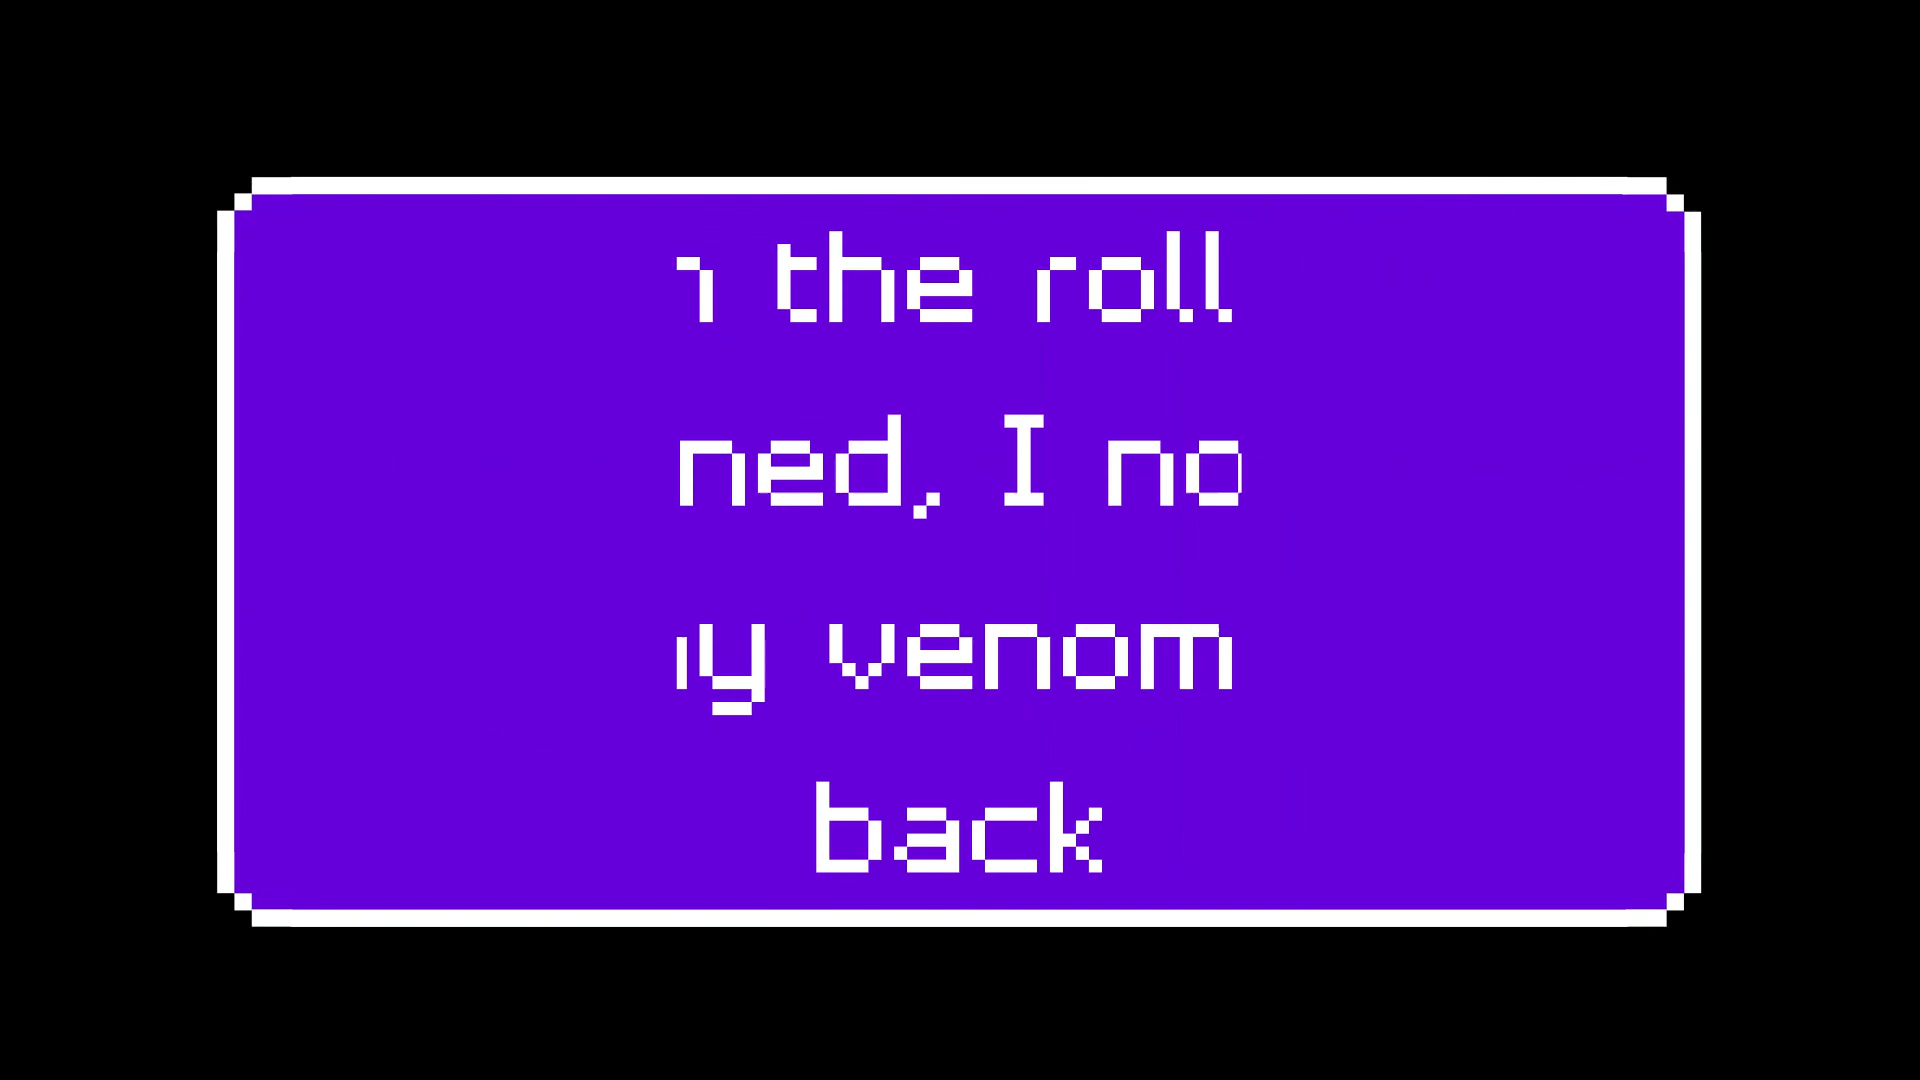 the roll
ned, I no
y venom
back